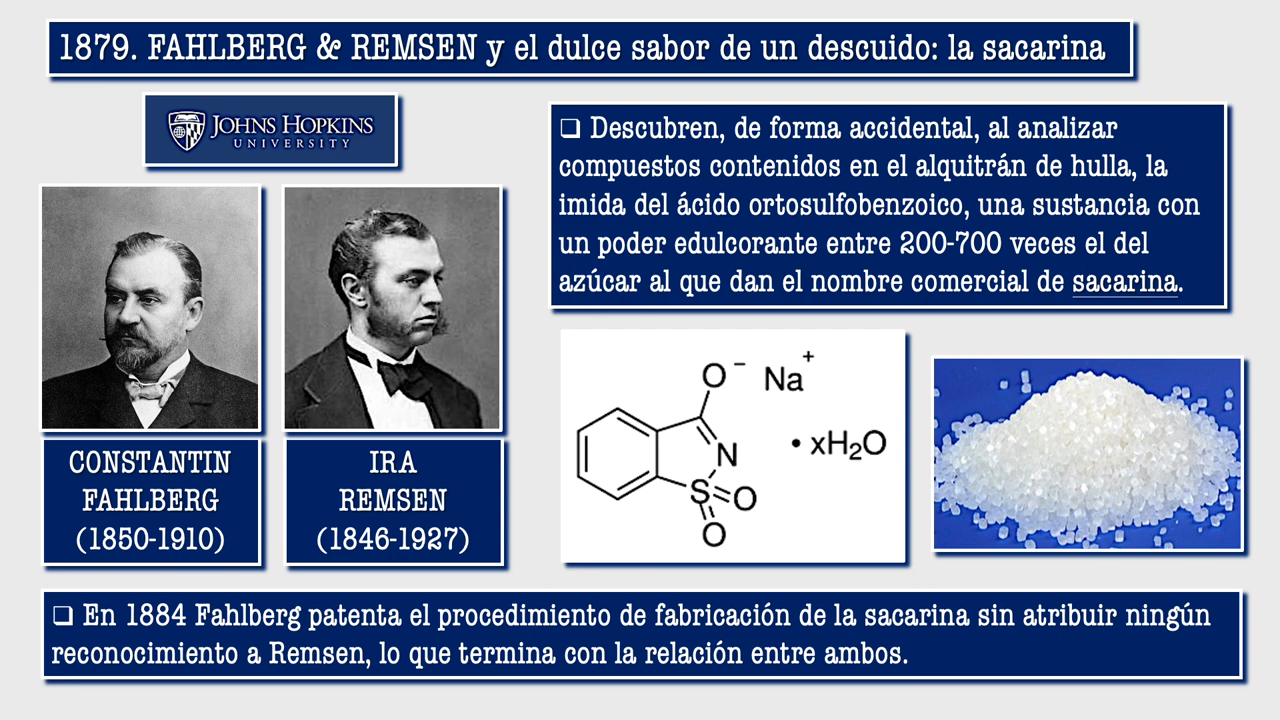 1879. FAHLBERG & REMSEN y el dulce sabor de un descuido: la sacarina
JOHNS HOPKINS
UNIVERSITY
❑ Descubren, de forma accidental, al analizar
compuestos contenidos en el alquitrán de hulla, la
imida del ácido ortosulfobenzoico, una sustancia con
un poder edulcorante entre 200-700 veces el del
azúcar al que dan el nombre comercial de sacarina.
CONSTANTIN
FAHLBERG
(1850-1910)
IRA
REMSEN
(1846-1927)
O⁻ Na⁺
N
• xH₂O
S
O
O
❑ En 1884 Fahlberg patenta el procedimiento de fabricación de la sacarina sin atribuir ningún
reconocimiento a Remsen, lo que termina con la relación entre ambos.